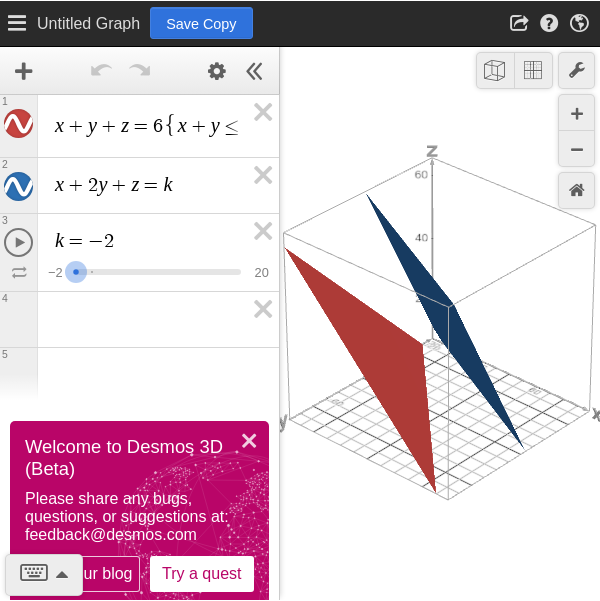 Untitled Graph
Save Copy
1
x + y + z = 6{x + y ≤
2
x + 2y + z = k
3
k = −2
−2
20
4
5
Welcome to Desmos 3D
(Beta)
Please share any bugs,
questions, or suggestions at:
feedback@desmos.com
ur blog
Try a quest
z
60
40
y
x